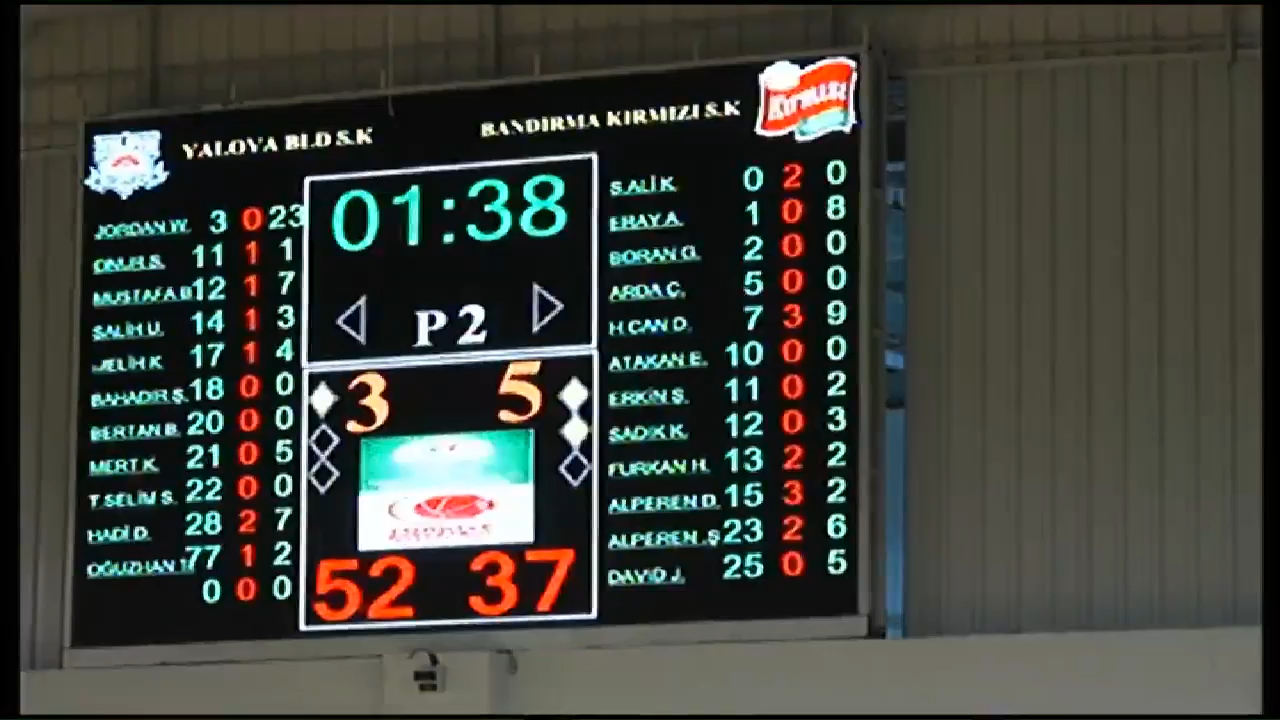 YALOVA BLD S.K
BANDIRMA KIRMIZI S.K
KIRMIZI
01:38
P2
3 5
52 37
JORDAN.W. 3 0 23
ONUR.S. 11 1 1
MUSTAFA.B 12 1 7
SALİH.U. 14 1 3
MELİH.K 17 1 4
BAHADIR.Ş. 18 0 0
BERTAN.B. 20 0 0
MERT.K. 21 0 5
T.SELİM.S. 22 0 0
HADİ.D. 28 2 7
OĞUZHAN 77 1 2
0 0 0
S.ALİ.K. 0 2 0
ERAY.A. 1 0 8
BORAN.G. 2 0 0
ARDA.Ç. 5 0 0
H.CAN.D. 7 3 9
ATAKAN.E. 10 0 0
ERKİN.S. 11 0 2
SADIK.K. 12 0 3
FURKAN.H. 13 2 2
ALPEREN.D. 15 3 2
ALPEREN.Ş 23 2 6
DAVID.J. 25 0 5